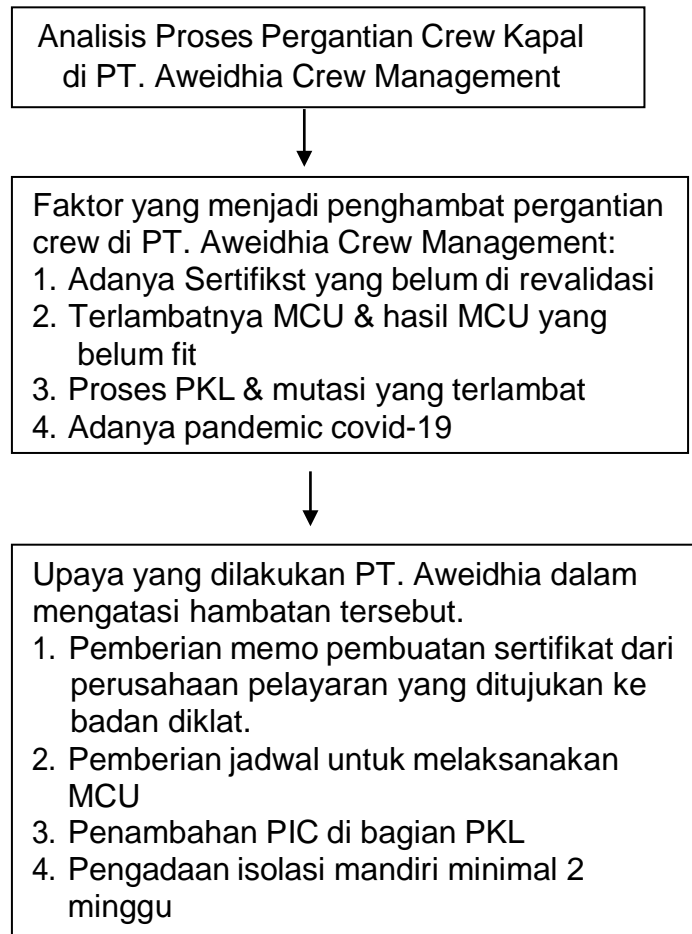 Analisis Proses Pergantian Crew Kapal
di PT. Aweidhia Crew Management
Faktor yang menjadi penghambat pergantian
crew di PT. Aweidhia Crew Management:
1. Adanya Sertifikst yang belum di revalidasi
2. Terlambatnya MCU & hasil MCU yang
belum fit
3. Proses PKL & mutasi yang terlambat
4. Adanya pandemic covid-19
Upaya yang dilakukan PT. Aweidhia dalam
mengatasi hambatan tersebut.
1. Pemberian memo pembuatan sertifikat dari
perusahaan pelayaran yang ditujukan ke
badan diklat.
2. Pemberian jadwal untuk melaksanakan
MCU
3. Penambahan PIC di bagian PKL
4. Pengadaan isolasi mandiri minimal 2
minggu